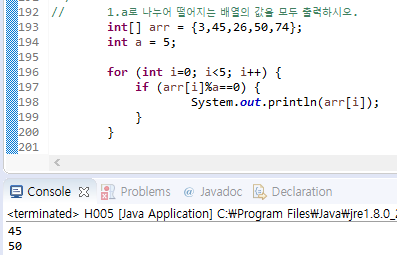 192 //      1.a로 나누어 떨어지는 배열의 값을 모두 출력하시오.
193 int[] arr = {3,45,26,50,74};
194 int a = 5;
195
196 for (int i=0; i<5; i++) {
197 if (arr[i]%a==0) {
198 System.out.println(arr[i]);
199 }
200 }
201
Console Problems @ Javadoc Declaration
<terminated> H005 [Java Application] C:₩Program Files₩Java₩jre1.8.0_2
45
50